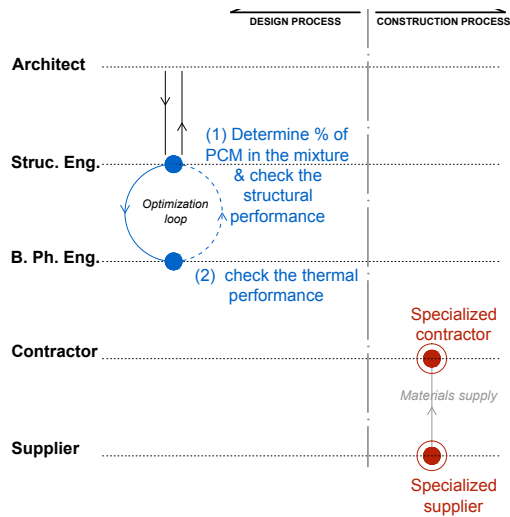 DESIGN PROCESS
CONSTRUCTION PROCESS
Architect
(1) Determine % of
PCM in the mixture
& check the
structural
performance
Struc. Eng.
Optimization
loop
B. Ph. Eng.
(2) check the thermal
performance
Specialized
contractor
Contractor
Materials supply
Supplier
Specialized
supplier